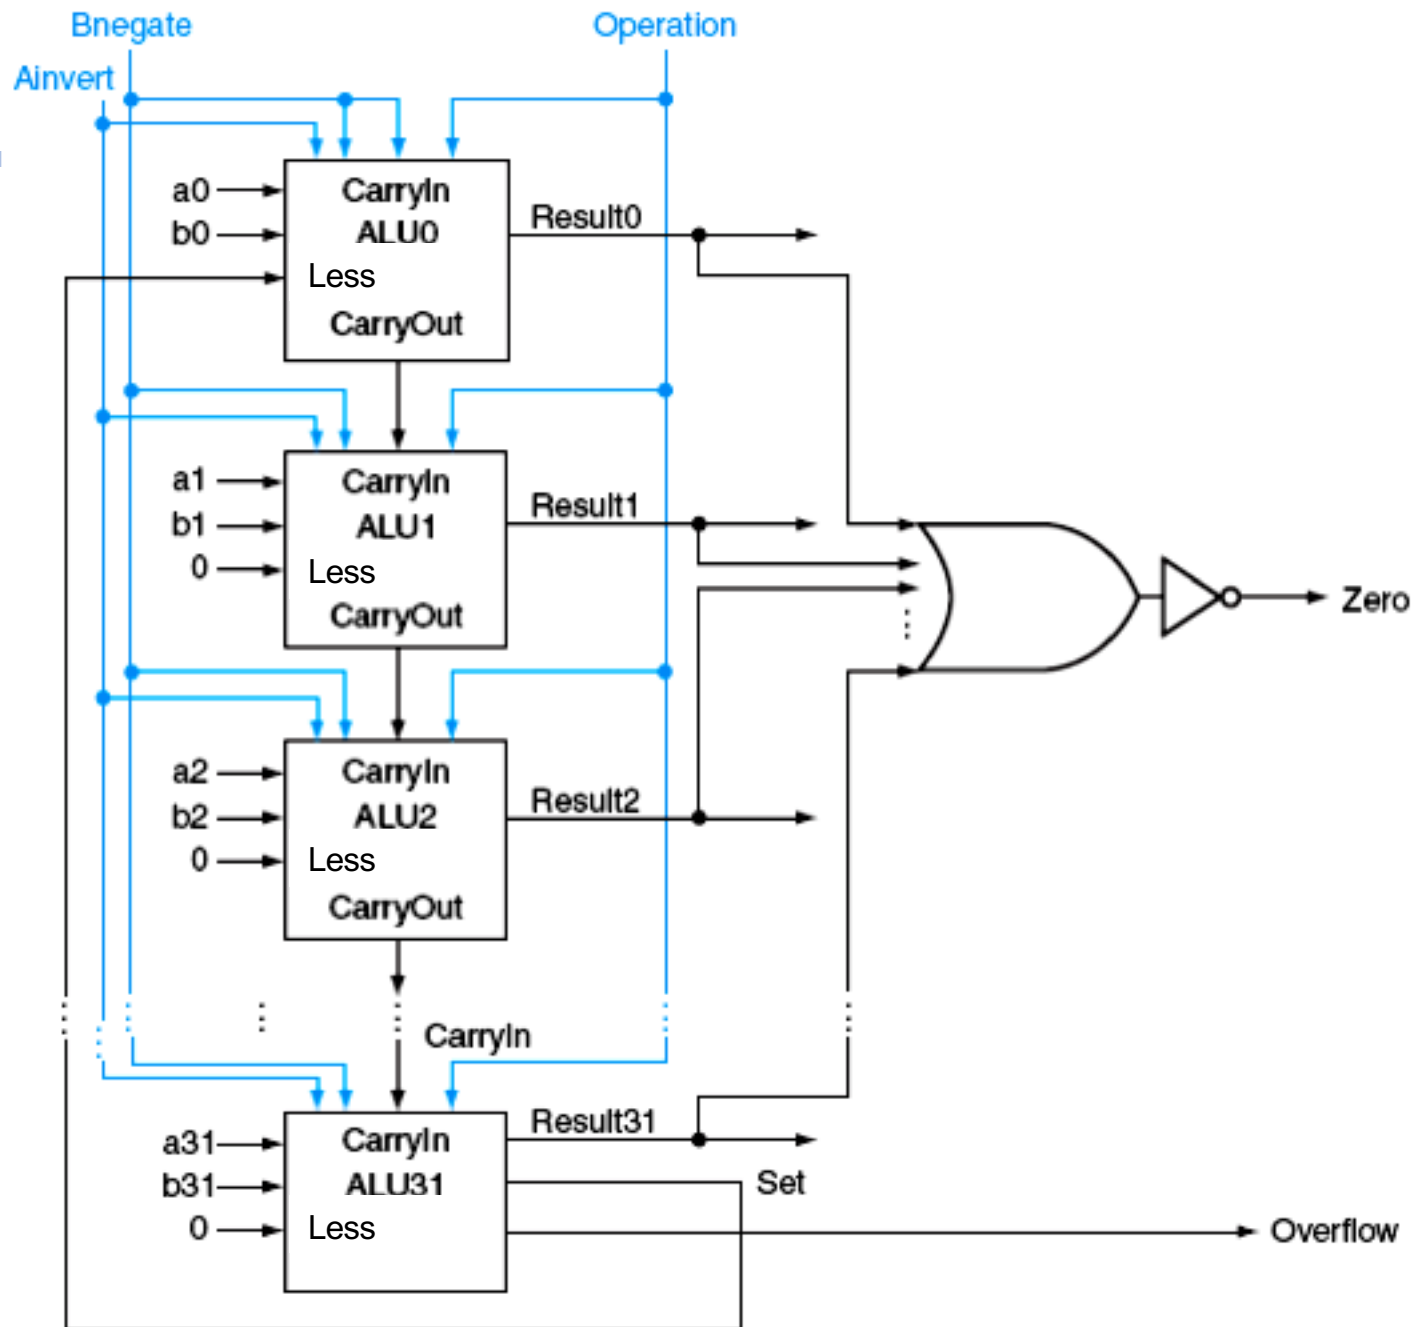 Bnegate
Operation
Ainvert
a0
CarryIn
b0
ALU0
Result0
Less
CarryOut
a1
CarryIn
b1
ALU1
Result1
0
Less
CarryOut
Zero
a2
CarryIn
b2
ALU2
Result2
0
Less
CarryOut
CarryIn
a31
CarryIn
Result31
b31
ALU31
Set
0
Less
Overflow